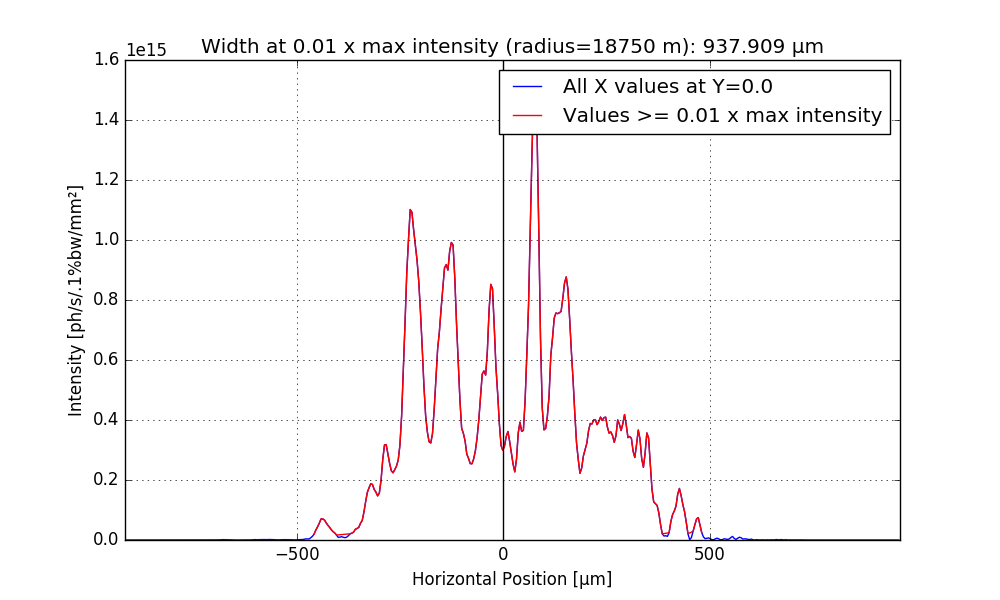 Width at 0.01 x max intensity (radius=18750 m): 937.909 µm
1e15
1.6
1.4
1.2
1.0
0.8
0.6
0.4
0.2
0.0
Intensity [ph/s/.1%bw/mm²]
All X values at Y=0.0
Values >= 0.01 x max intensity
−500
0
500
Horizontal Position [µm]